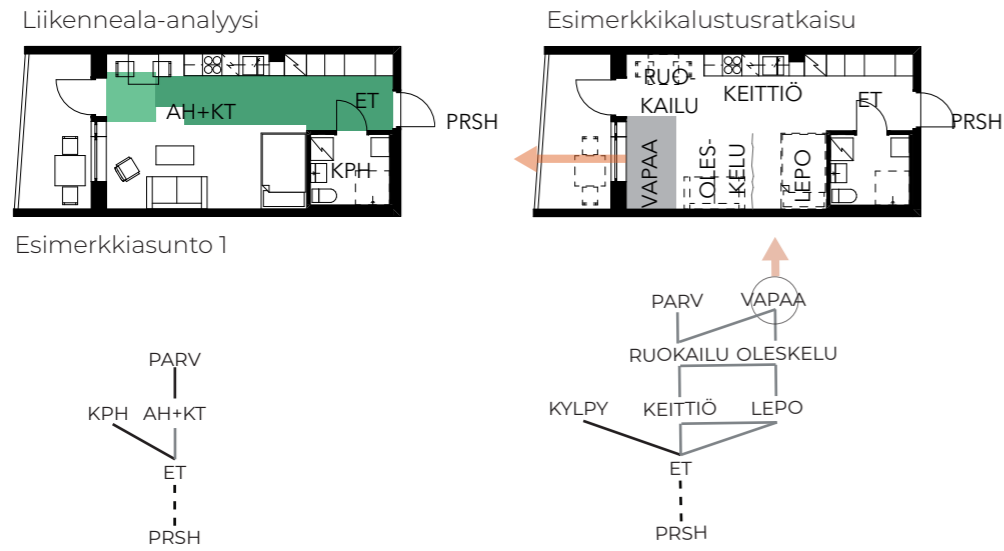 Liikenneala-analyysi
AH+KT
ET
PRSH
KPH
Esimerkkiasunto 1
PARV
KPH AH+KT
ET
PRSH
Esimerkkikalustusratkaisu
RUO-
KAILU
KEITTIÖ
ET
PRSH
VAPAA
OLES-
KELU
LEPO
PARV VAPAA
RUOKAILU OLESKELU
KYLPY KEITTIÖ LEPO
ET
PRSH